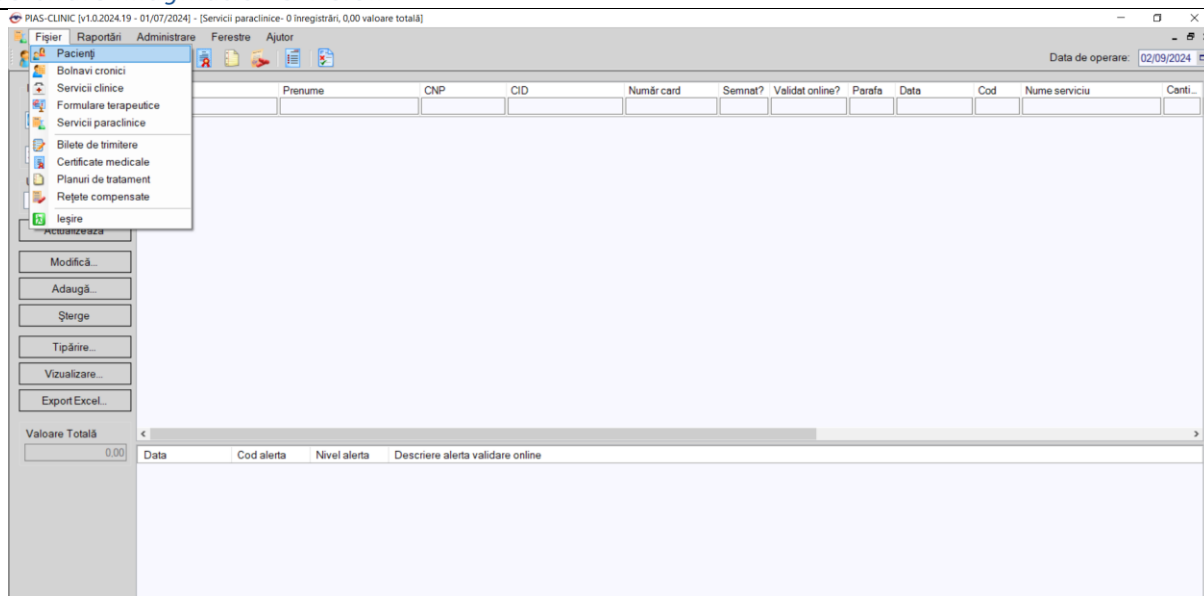 PIAS-CLINIC [v1.0.2024.19 - 01/07/2024] - [Servicii paraclinice- 0 înregistrări, 0,00 valoare totală]
Fișier Raportări Administrare Ferestre Ajutor
Data de operare: 02/09/2024
Pacienți
Bolnavi cronici
Servicii clinice
Formulare terapeutice
Servicii paraclinice
Bilete de trimitere
Certificate medicale
Planuri de tratament
Rețete compensate
Ieșire
Prenume CNP CID Număr card Semnat? Validat online? Parafa Data Cod Nume serviciu Canti...
Actualizează
Modifică...
Adaugă...
Șterge
Tipărire...
Vizualizare...
Export Excel...
Valoare Totală
0,00
Data Cod alerta Nivel alerta Descriere alerta validare online